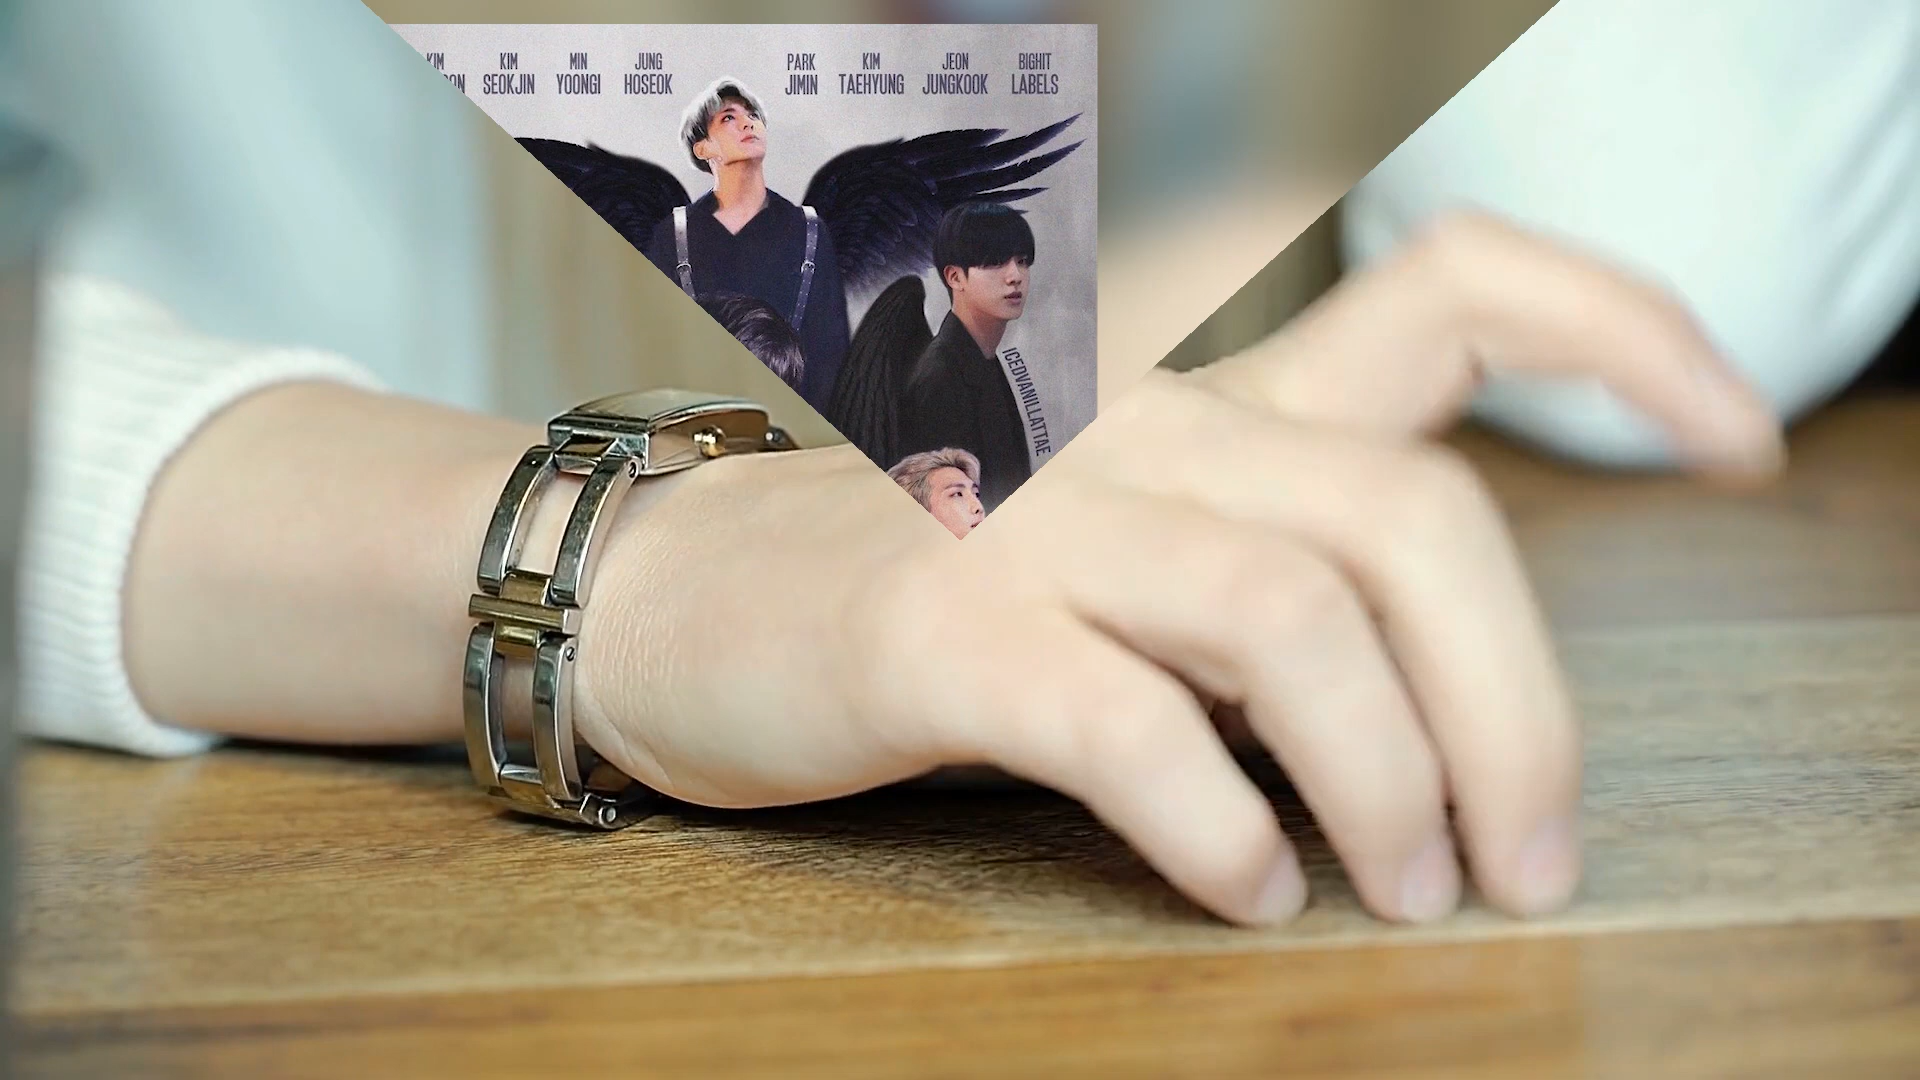 KIM
KIM SEOKJIN
MIN YOONGI
JUNG HOSEOK
PARK JIMIN
KIM TAEHYUNG
JEON JUNGKOOK
BIGHIT LABELS
ICEDVANILLATTAE